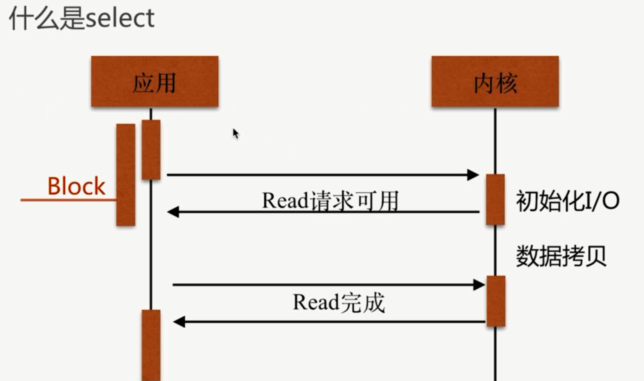 什么是select
应用
内核
Block
Read请求可用
初始化I/O
数据拷贝
Read完成